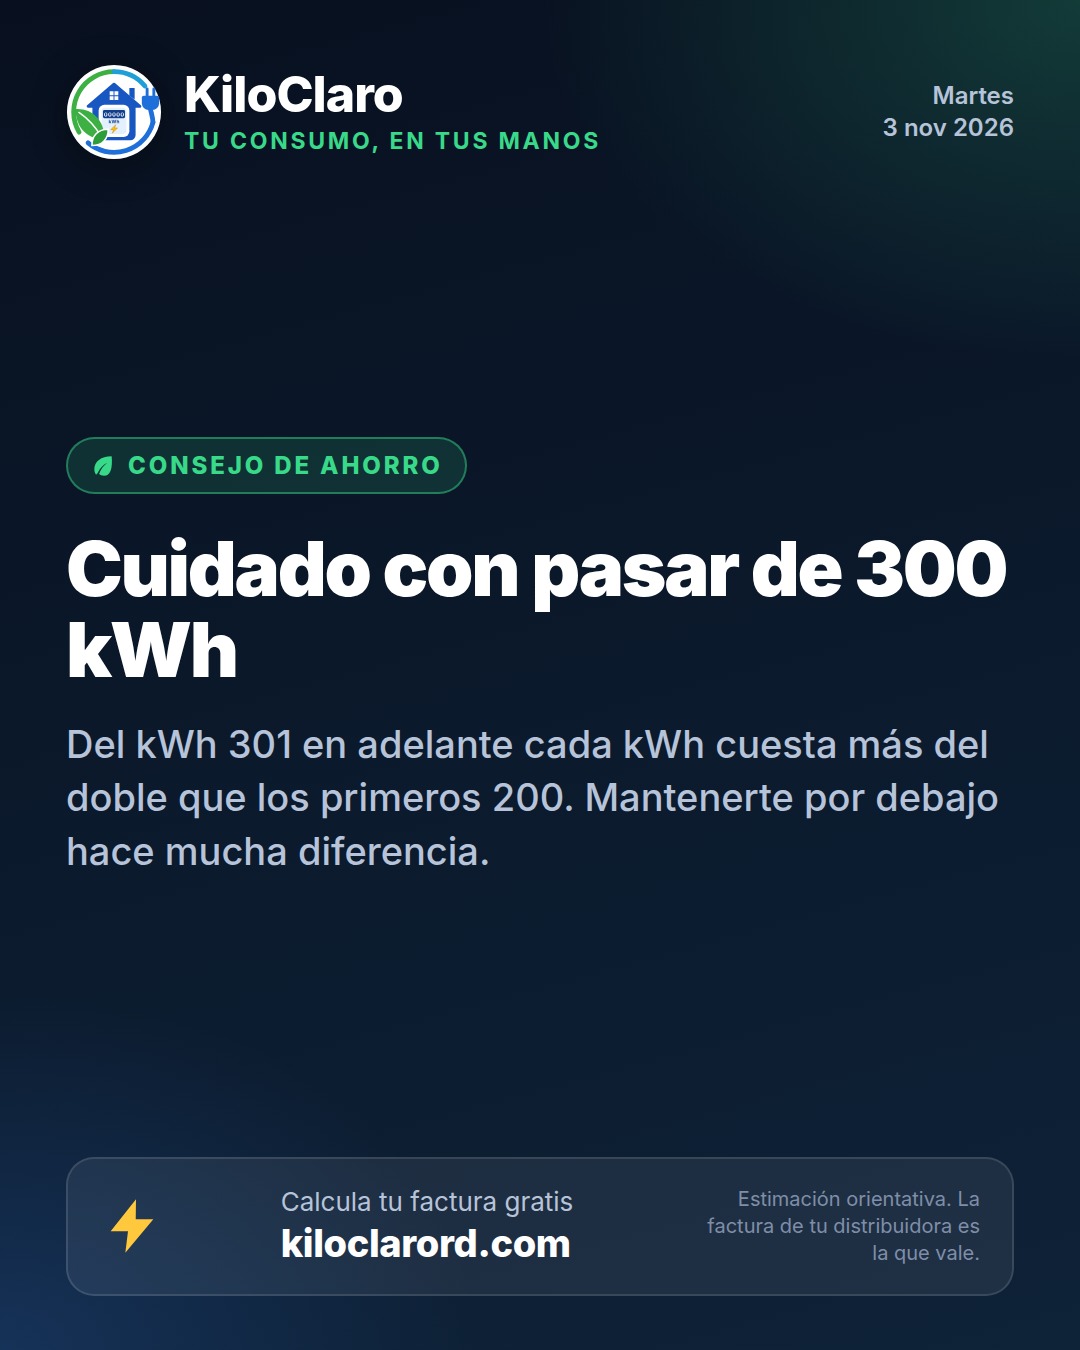 KiloClaro
TU CONSUMO, EN TUS MANOS
Martes
3 nov 2026
CONSEJO DE AHORRO
Cuidado con pasar de 300
kWh
Del kWh 301 en adelante cada kWh cuesta más del
doble que los primeros 200. Mantenerte por debajo
hace mucha diferencia.
Calcula tu factura gratis
kiloclarord.com
Estimación orientativa. La
factura de tu distribuidora es
la que vale.